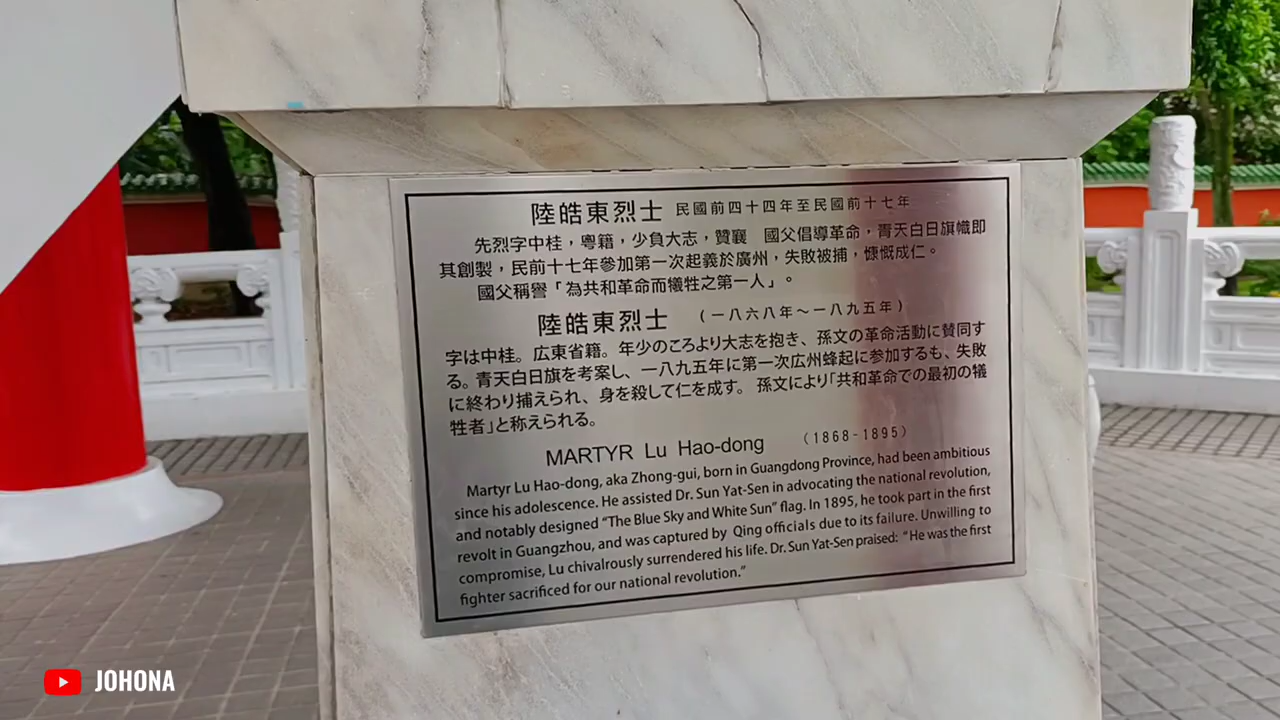 陸皓東烈士 民國前四十四年至民國前十七年
先烈字中桂，粵籍，少負大志，贊襄　國父倡導革命，青天白日旗幟即
其創製，民前十七年參加第一次起義於廣州，失敗被捕，慷慨成仁。
國父稱譽「為共和革命而犧牲之第一人」。
陸皓東烈士 (一八六八年～一八九五年)
字は中桂。広東省籍。年少のころより大志を抱き、孫文の革命活動に賛同す
る。青天白日旗を考案し、一八九五年に第一次広州蜂起に参加するも、失敗
に終わり捕えられ、身を殺して仁を成す。孫文により「共和革命での最初の犠
牲者」と称えられる。
MARTYR Lu Hao-dong (1868-1895)
Martyr Lu Hao-dong, aka Zhong-gui, born in Guangdong Province, had been ambitious
since his adolescence. He assisted Dr. Sun Yat-Sen in advocating the national revolution,
and notably designed "The Blue Sky and White Sun" flag. In 1895, he took part in the first
revolt in Guangzhou, and was captured by Qing officials due to its failure. Unwilling to
compromise, Lu chivalrously surrendered his life. Dr. Sun Yat-Sen praised: "He was the first
fighter sacrificed for our national revolution."
JOHONA